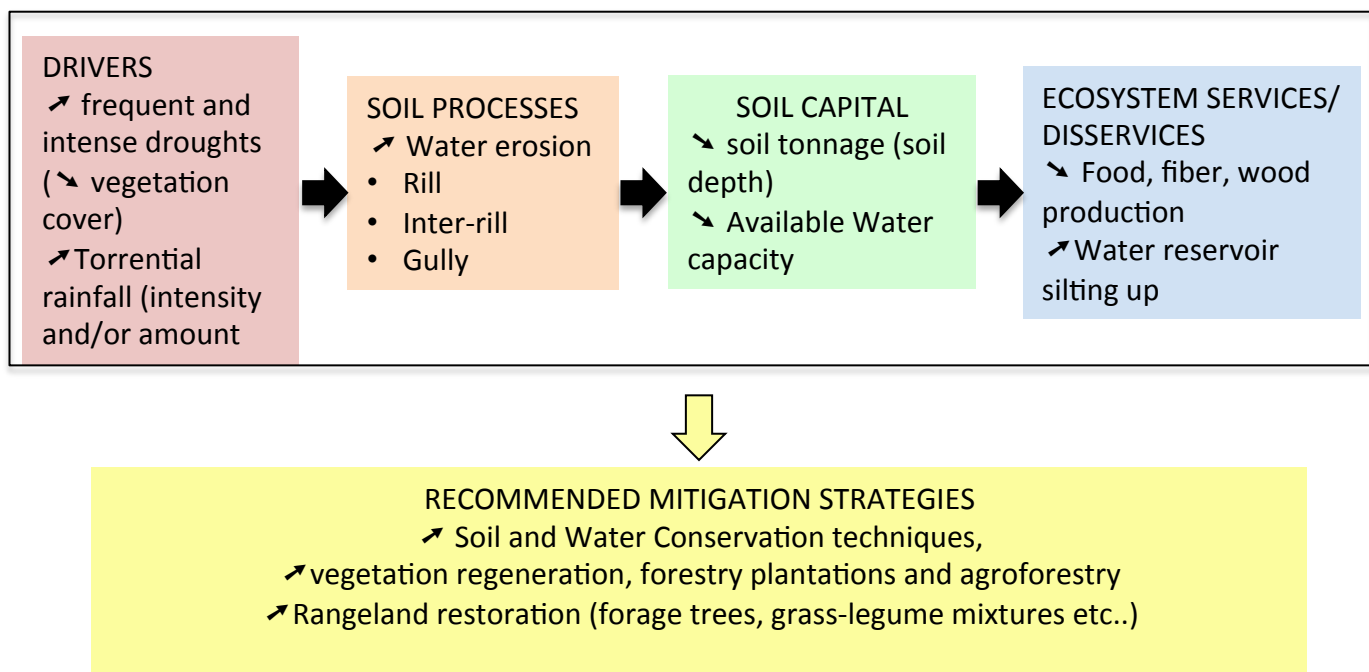 DRIVERS
↗ frequent and
intense droughts
(↘ vegetation
cover)
↗Torrential
rainfall (intensity
and/or amount
SOIL PROCESSES
↗ Water erosion
• Rill
• Inter-rill
• Gully
SOIL CAPITAL
↘ soil tonnage (soil
depth)
↘ Available Water
capacity
ECOSYSTEM SERVICES/
DISSERVICES
↘ Food, fiber, wood
production
↗Water reservoir
silting up
RECOMMENDED MITIGATION STRATEGIES
↗ Soil and Water Conservation techniques,
↗vegetation regeneration, forestry plantations and agroforestry
↗Rangeland restoration (forage trees, grass-legume mixtures etc..)